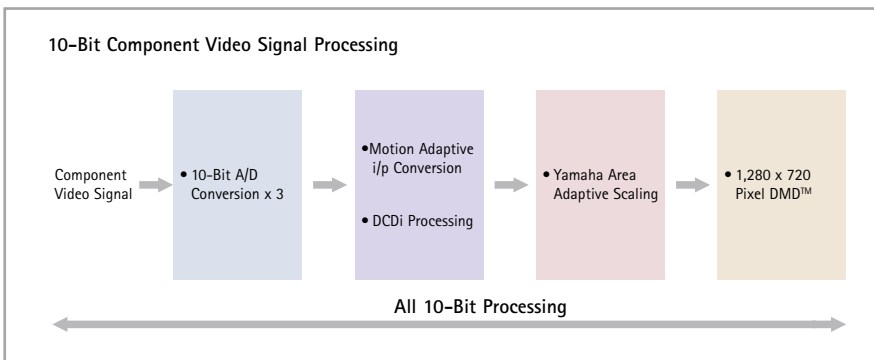 10-Bit Component Video Signal Processing
Component
Video Signal
• 10-Bit A/D
Conversion x 3
•Motion Adaptive
i/p Conversion
• DCDi Processing
• Yamaha Area
Adaptive Scaling
• 1,280 x 720
Pixel DMD™
All 10-Bit Processing